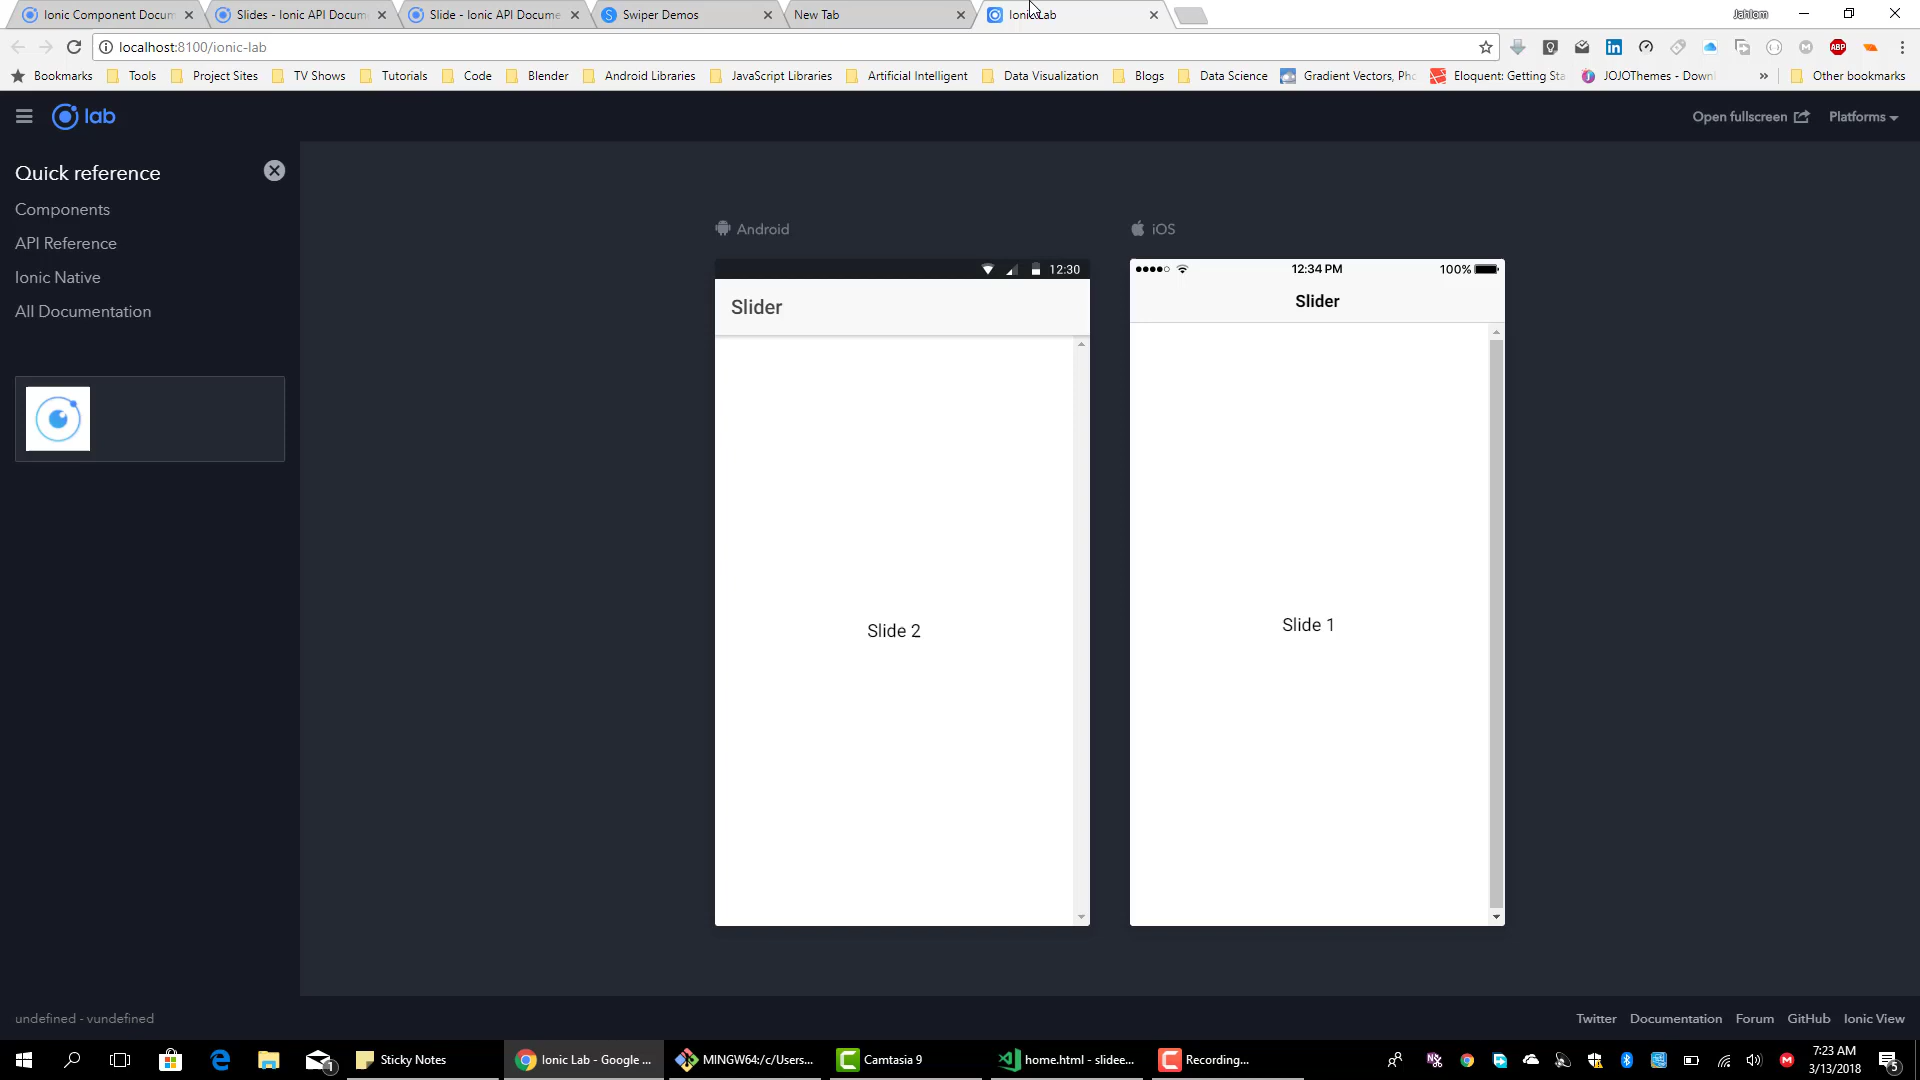 Ionic Component Docum
Slides - Ionic API Docum
Slide - Ionic API Docume
Swiper Demos
New Tab
Ionic Lab
Jahlom
localhost:8100/ionic-lab
Bookmarks
Tools
Project Sites
TV Shows
Tutorials
Code
Blender
Android Libraries
JavaScript Libraries
Artificial Intelligent
Data Visualization
Blogs
Data Science
Gradient Vectors, Pho
Eloquent: Getting Sta
JOJOThemes - Down
»
Other bookmarks
lab
Open fullscreen
Platforms
Quick reference
Components
API Reference
Ionic Native
All Documentation
Android
12:30
Slider
Slide 2
iOS
12:34 PM
100%
Slider
Slide 1
undefined - vundefined
Twitter
Documentation
Forum
GitHub
Ionic View
1
Sticky Notes
Ionic Lab - Google ...
MINGW64:/c/Users...
Camtasia 9
home.html - slidee...
Recording...
7:23 AM
3/13/2018
5